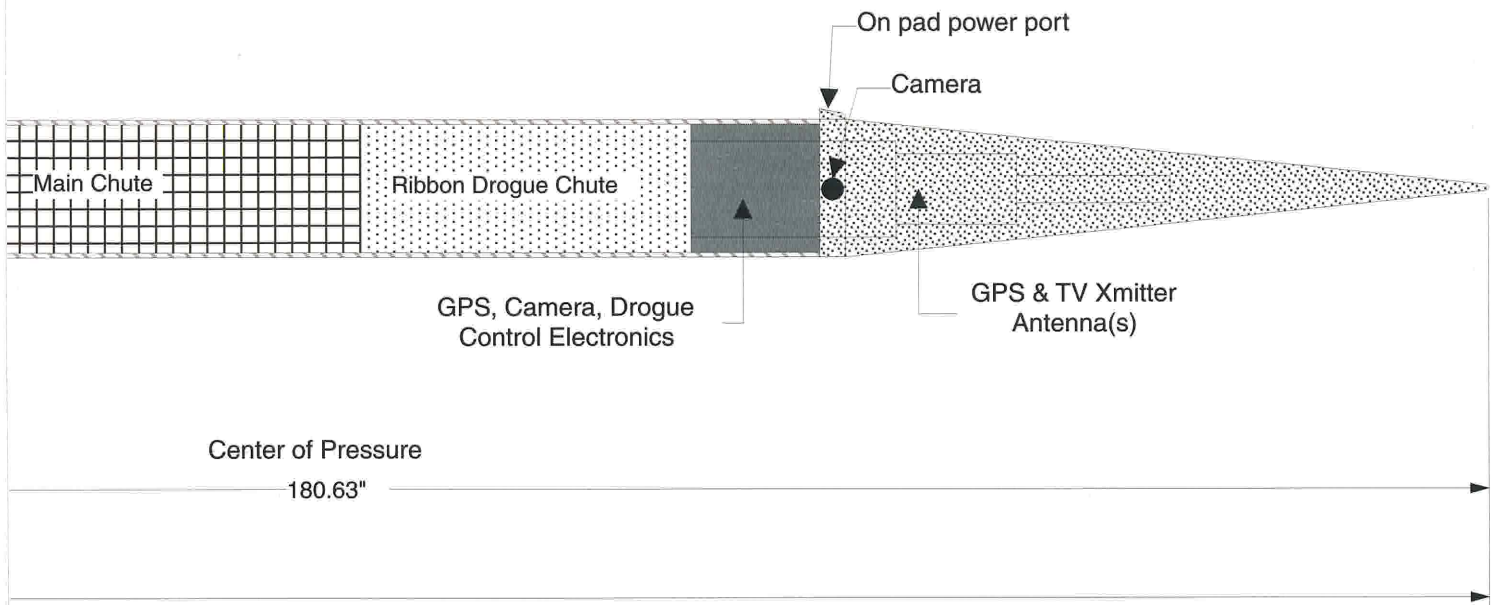 On pad power port
Camera
Main Chute
Ribbon Drogue Chute
GPS, Camera, Drogue
Control Electronics
GPS & TV Xmitter
Antenna(s)
Center of Pressure
180.63"